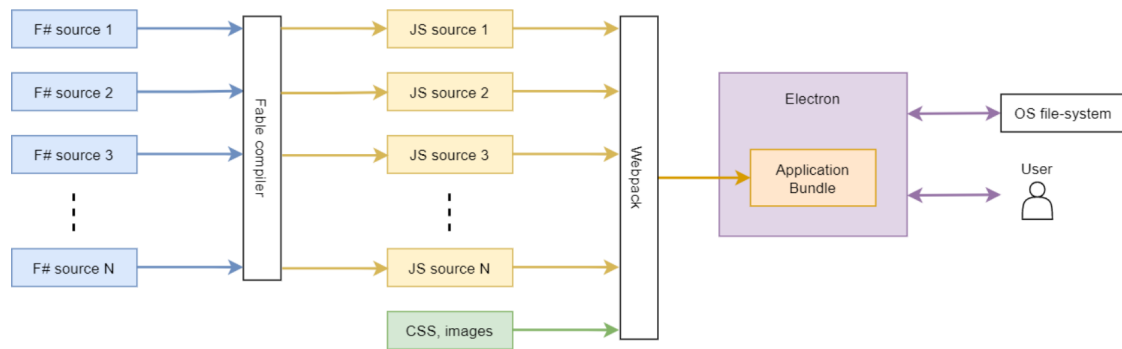 F# source 1
JS source 1
F# source 2
JS source 2
Electron
OS file-system
Fable compiler
F# source 3
JS source 3
Webpack
Application
Bundle
User
F# source N
JS source N
CSS, images